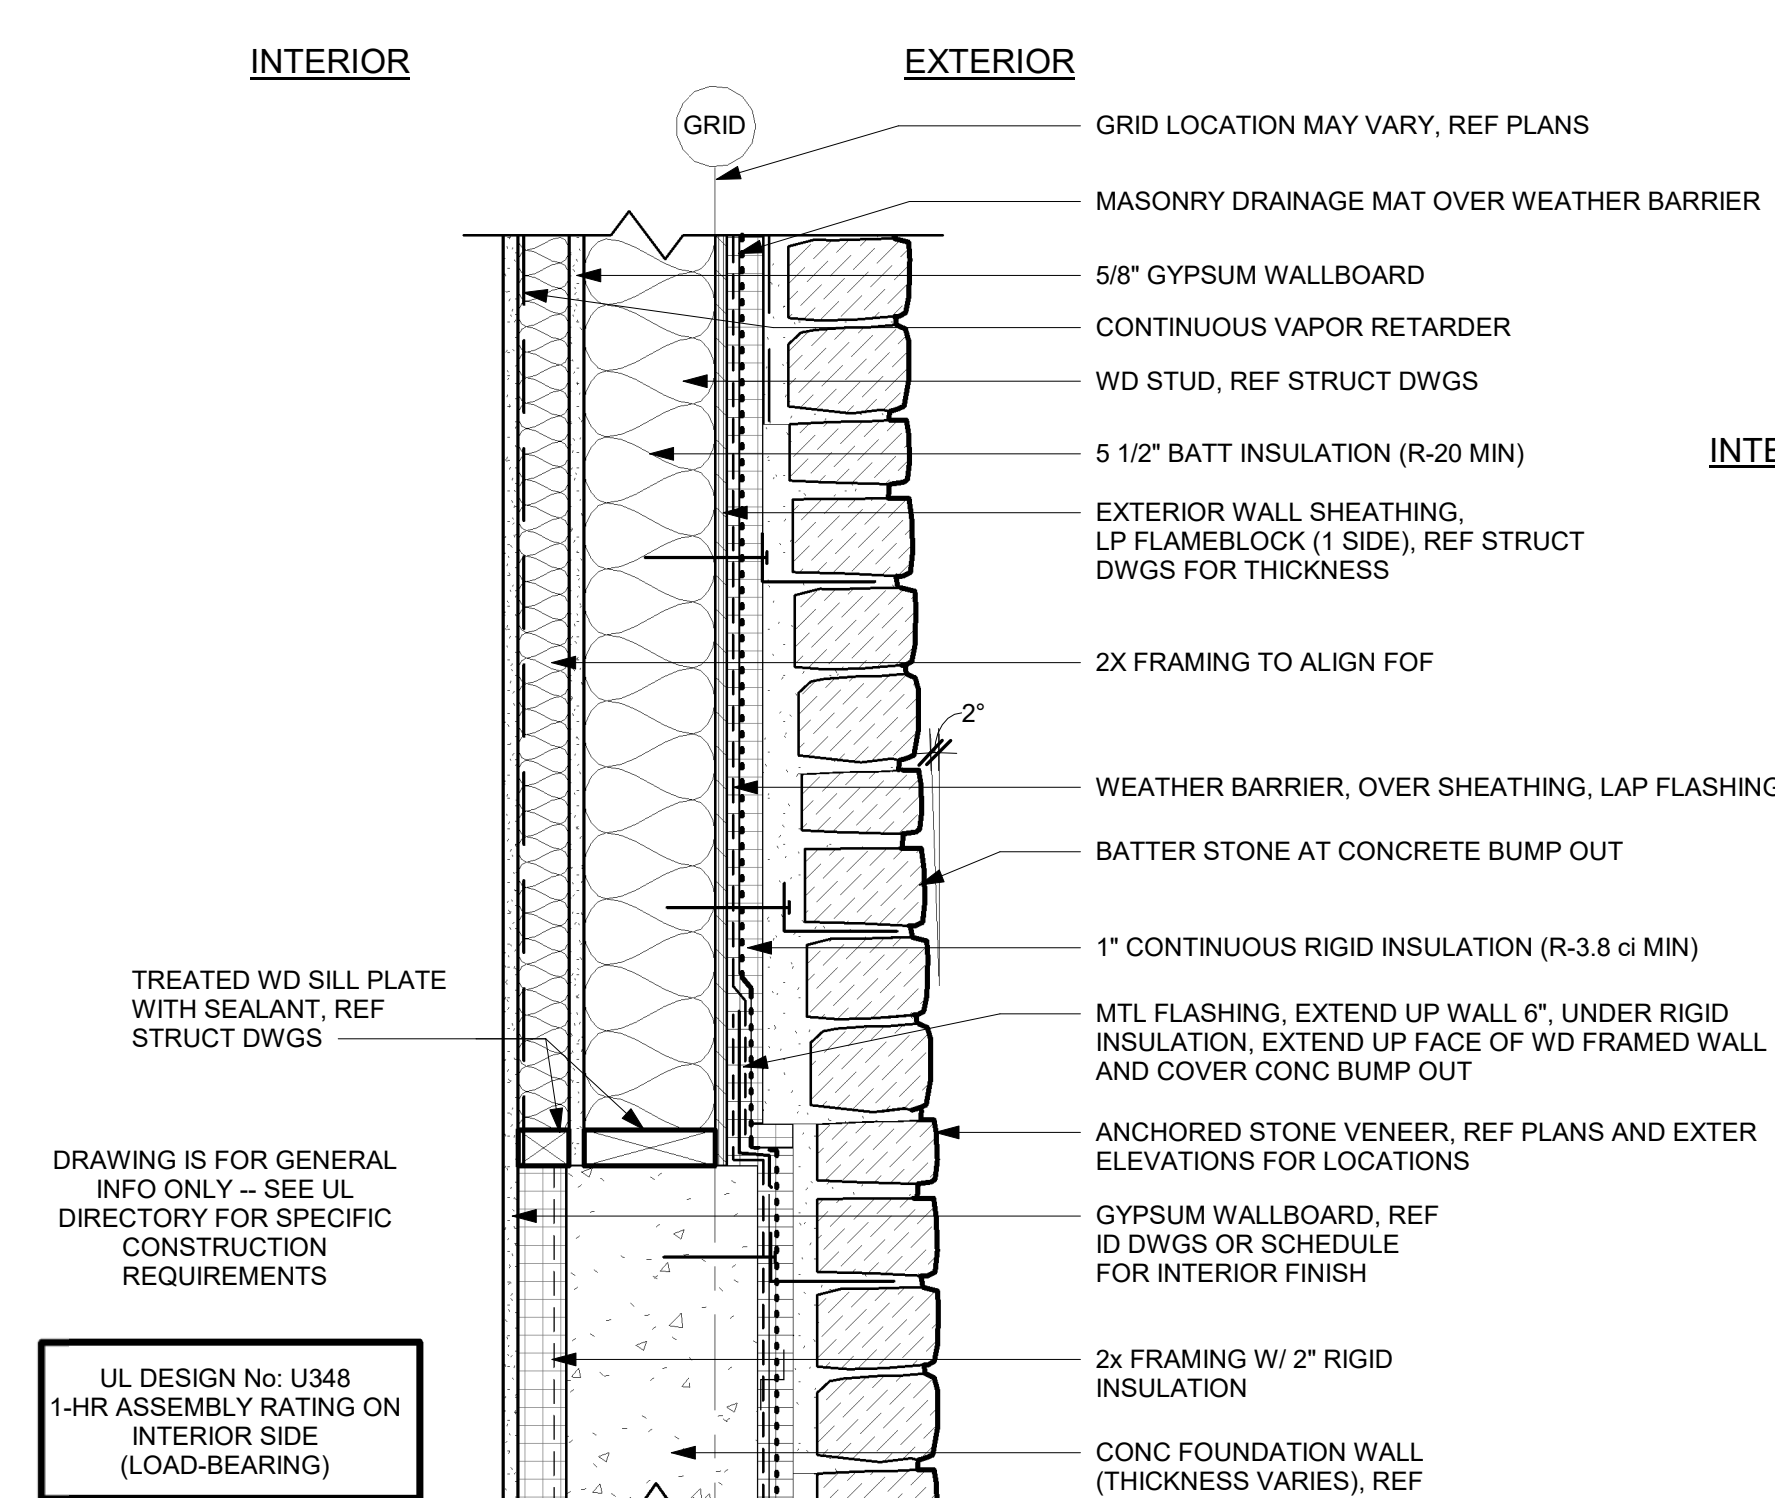 INTERIOR
EXTERIOR
GRID
GRID LOCATION MAY VARY, REF PLANS
MASONRY DRAINAGE MAT OVER WEATHER BARRIER
5/8" GYPSUM WALLBOARD
CONTINUOUS VAPOR RETARDER
WD STUD, REF STRUCT DWGS
5 1/2" BATT INSULATION (R-20 MIN)
INTE
EXTERIOR WALL SHEATHING,
LP FLAMEBLOCK (1 SIDE), REF STRUCT
DWGS FOR THICKNESS
2X FRAMING TO ALIGN FOF
2°
WEATHER BARRIER, OVER SHEATHING, LAP FLASHING
BATTER STONE AT CONCRETE BUMP OUT
1" CONTINUOUS RIGID INSULATION (R-3.8 ci MIN)
TREATED WD SILL PLATE
WITH SEALANT, REF
STRUCT DWGS
MTL FLASHING, EXTEND UP WALL 6", UNDER RIGID
INSULATION, EXTEND UP FACE OF WD FRAMED WALL
AND COVER CONC BUMP OUT
ANCHORED STONE VENEER, REF PLANS AND EXTER
ELEVATIONS FOR LOCATIONS
DRAWING IS FOR GENERAL
INFO ONLY -- SEE UL
DIRECTORY FOR SPECIFIC
CONSTRUCTION
REQUIREMENTS
GYPSUM WALLBOARD, REF
ID DWGS OR SCHEDULE
FOR INTERIOR FINISH
UL DESIGN No: U348
1-HR ASSEMBLY RATING ON
INTERIOR SIDE
(LOAD-BEARING)
2x FRAMING W/ 2" RIGID
INSULATION
CONC FOUNDATION WALL
(THICKNESS VARIES), REF